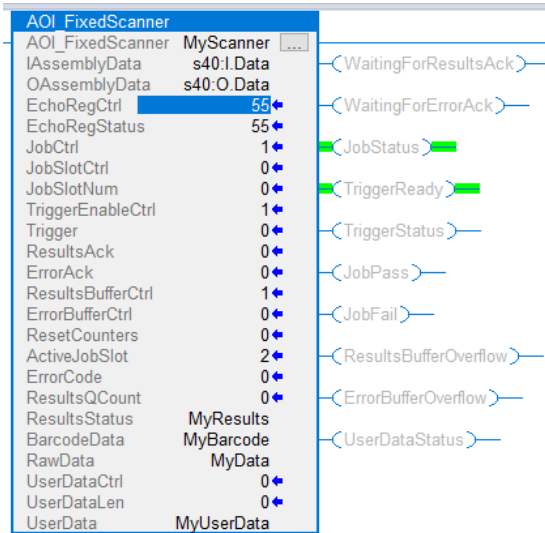 AOI_FixedScanner
AOI_FixedScanner MyScanner ...
IAssemblyData s40:I.Data WaitingForResultsAck
OAssemblyData s40:O.Data
EchoRegCtrl 55 WaitingForErrorAck
EchoRegStatus 55
JobCtrl 1 JobStatus
JobSlotCtrl 0
JobSlotNum 0 TriggerReady
TriggerEnableCtrl 1
Trigger 0 TriggerStatus
ResultsAck 0
ErrorAck 0 JobPass
ResultsBufferCtrl 1
ErrorBufferCtrl 0 JobFail
ResetCounters 0
ActiveJobSlot 2 ResultsBufferOverflow
ErrorCode 0
ResultsQCount 0 ErrorBufferOverflow
ResultsStatus MyResults
BarcodeData MyBarcode UserDataStatus
RawData MyData
UserDataCtrl 0
UserDataLen 0
UserData MyUserData